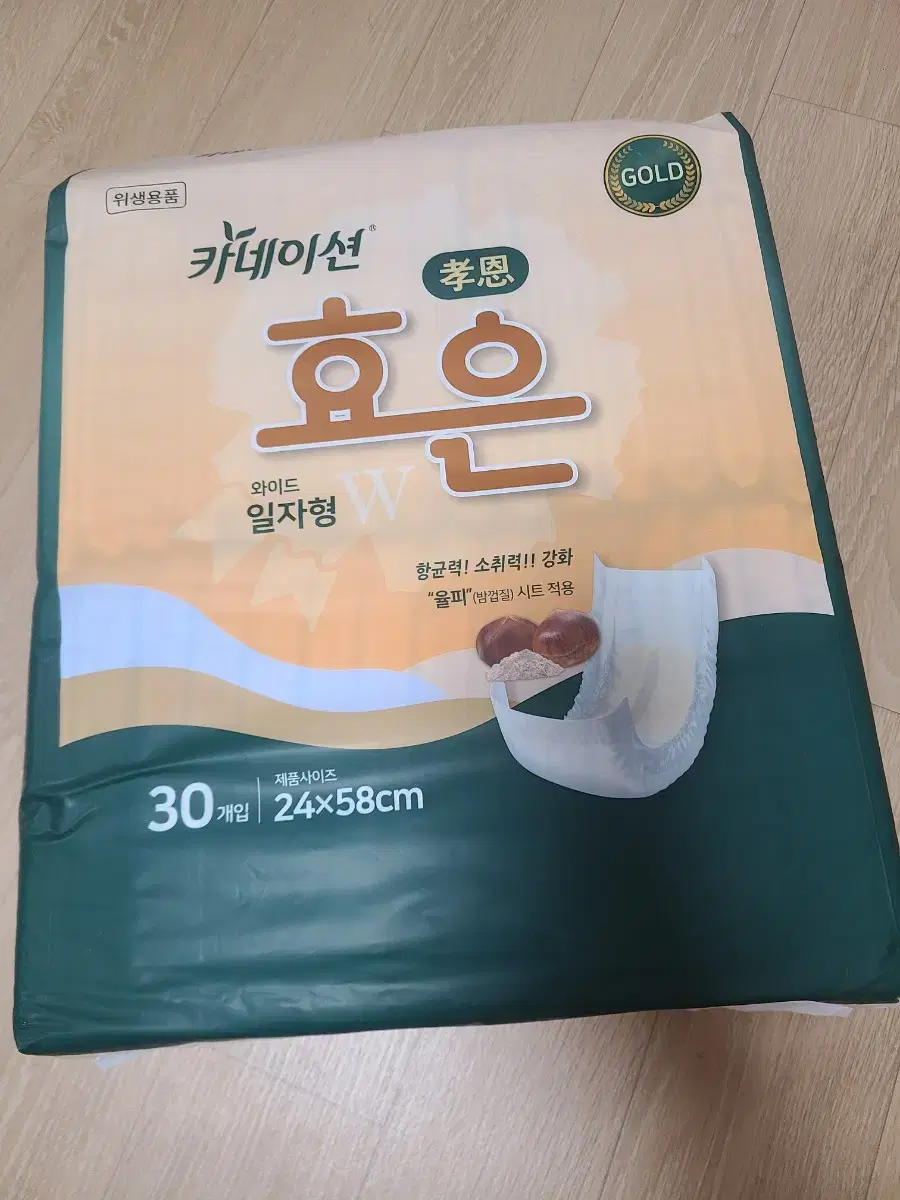 위생용품
GOLD
카네이션®
孝恩
효은
와이드
일자형 W
항균력! 소취력!! 강화
"율피"(밤껍질) 시트 적용
30개입
제품사이즈
24×58cm